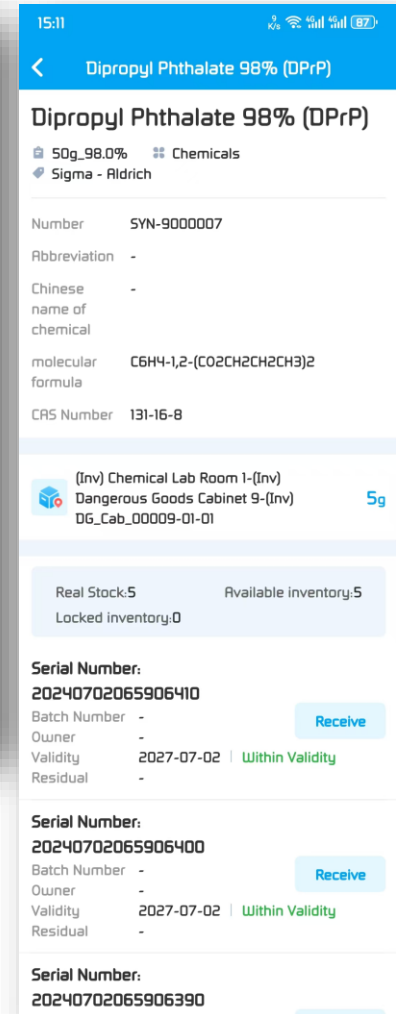 15:11
9 K/s 4G 4G 87
Dipropyl Phthalate 98% (DPrP)
Dipropyl Phthalate 98% (DPrP)
50g_98.0% Chemicals
Sigma - Aldrich
Number SYN-9000007
Abbreviation -
Chinese name of chemical -
molecular formula C6H4-1,2-(CO2CH2CH2CH3)2
CAS Number 131-16-8
(Inv) Chemical Lab Room 1-(Inv)
Dangerous Goods Cabinet 9-(Inv) 5g
DG_Cab_00009-01-01
Real Stock:5 Available inventory:5
Locked inventory:0
Serial Number:
20240702065906410
Batch Number -
Receive
Owner -
Validity 2027-07-02 Within Validity
Residual -
Serial Number:
20240702065906400
Batch Number -
Receive
Owner -
Validity 2027-07-02 Within Validity
Residual -
Serial Number:
20240702065906390